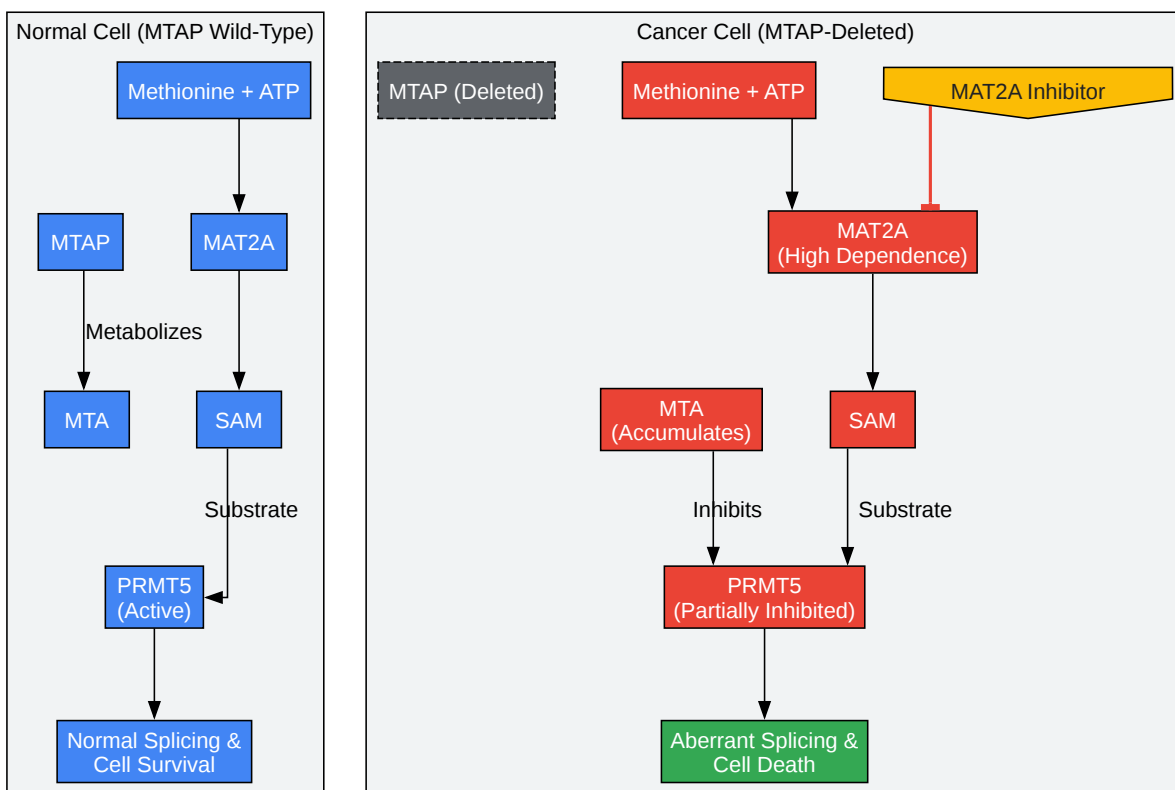 Normal Cell (MTAP Wild-Type)
Methionine + ATP
MTAP
MAT2A
Metabolizes
MTA
SAM
Substrate
PRMT5
(Active)
Normal Splicing &
Cell Survival
Cancer Cell (MTAP-Deleted)
MTAP (Deleted)
Methionine + ATP
MAT2A Inhibitor
MAT2A
(High Dependence)
MTA
(Accumulates)
SAM
Inhibits
Substrate
PRMT5
(Partially Inhibited)
Aberrant Splicing &
Cell Death